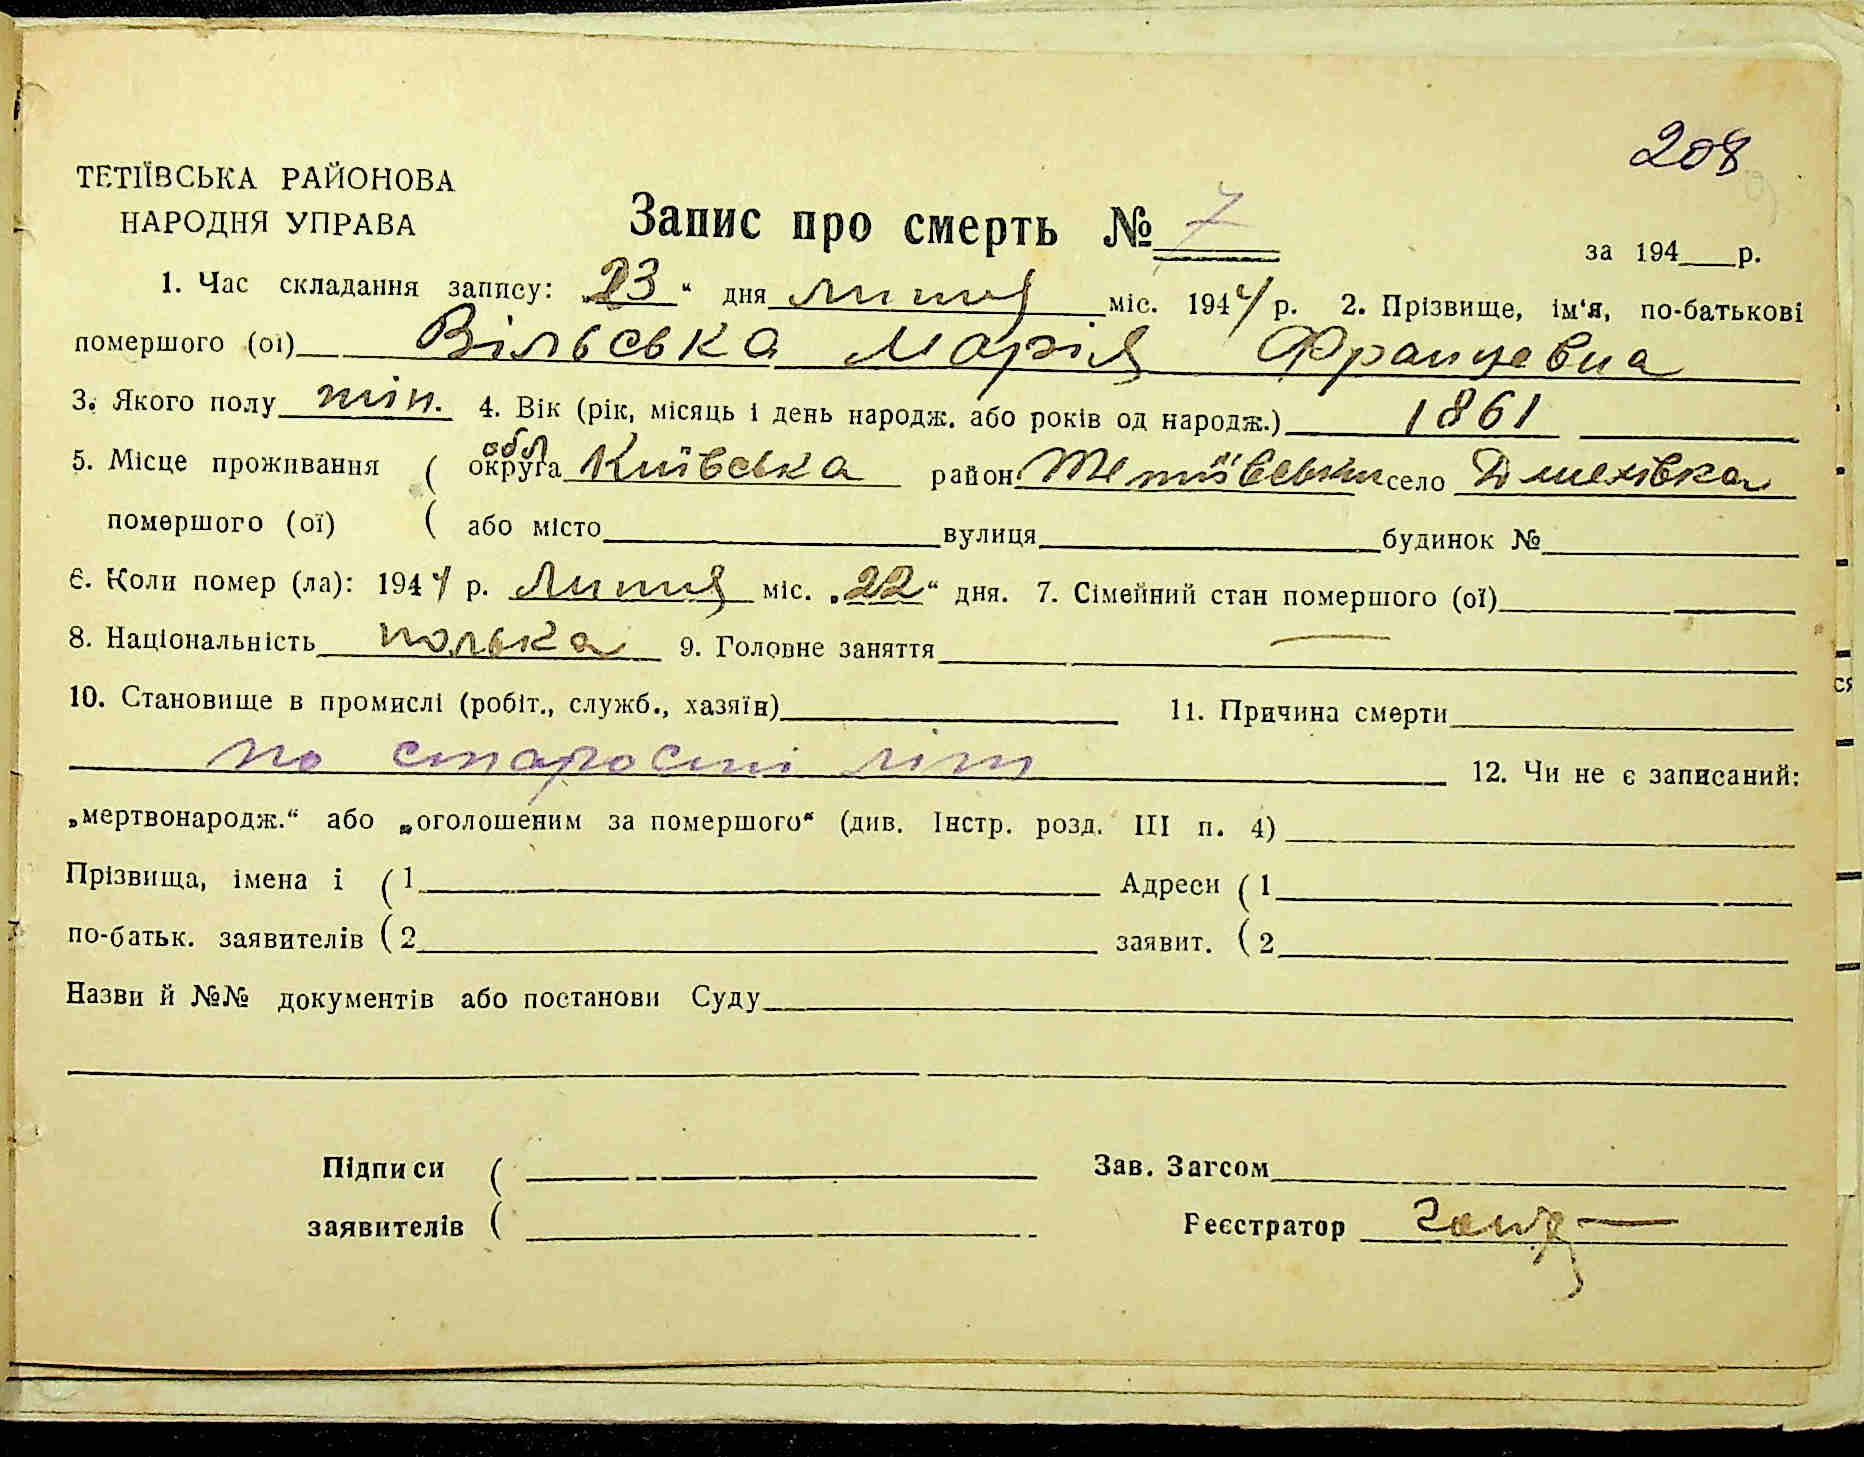 208
ТЕТІЇВСЬКА РАЙОНОВА
НАРОДНЯ УПРАВА
Запис про смерть № 7
за 194 р.
1. Час складання запису: 23 “ дня липня міс. 1944 р. 2. Прізвище, ім‘я, по-батькові
помершого (ої) Вільська Марія Францевна
3. Якого полу жін. 4. Вік (рік, місяць і день народж. або років од народж.) 1861
5. Місце проживання ( округа обл Київська район Тетіївський село
помершого (ої) ( або місто вулиця будинок №
6. Коли помер (ла): 1944 р. Липня міс. „22“ дня. 7. Сімейний стан помершого (ої)
8. Національність полька 9. Головне заняття —
10. Становище в промислі (робіт., служб., хазяїн) 11. Причина смерти
по старости літ 12. Чи не є записаний:
„мертвонародж.“ або „оголошеним за помершого“ (див. Інстр. розд. III п. 4)
Прізвища, імена і ( 1 Адреси ( 1
по-батьк. заявителів ( 2 заявит. ( 2
Назви й №№ документів або постанови Суду
Підписи ( Зав. Загсом
заявителів ( Реєстратор